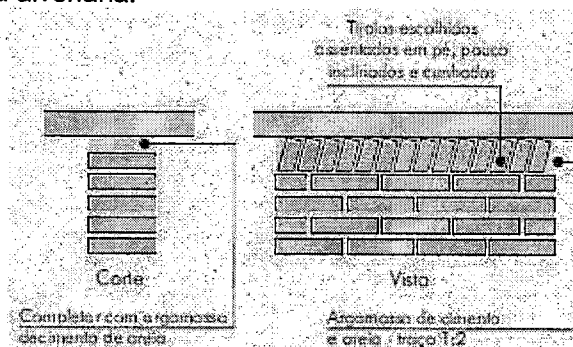 alvenaria.
Tijolos escolhidos
assentados em pé, pouco
inclinados e cunhados
Corte
Vista
Completar com argamassa
de cimento de areia
Argamassa de cimento
e areia - traço 1:2